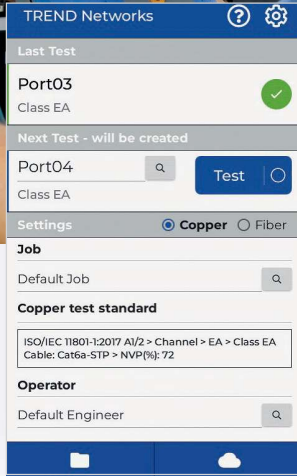 TREND Networks
Last Test
Port03
Class EA
Next Test - will be created
Port04
Test
Class EA
Settings
Copper
Fiber
Job
Default Job
Copper test standard
ISO/IEC 11801-1:2017 A1/2 > Channel > EA > Class EA
Cable: Cat6a-STP > NVP(%): 72
Operator
Default Engineer